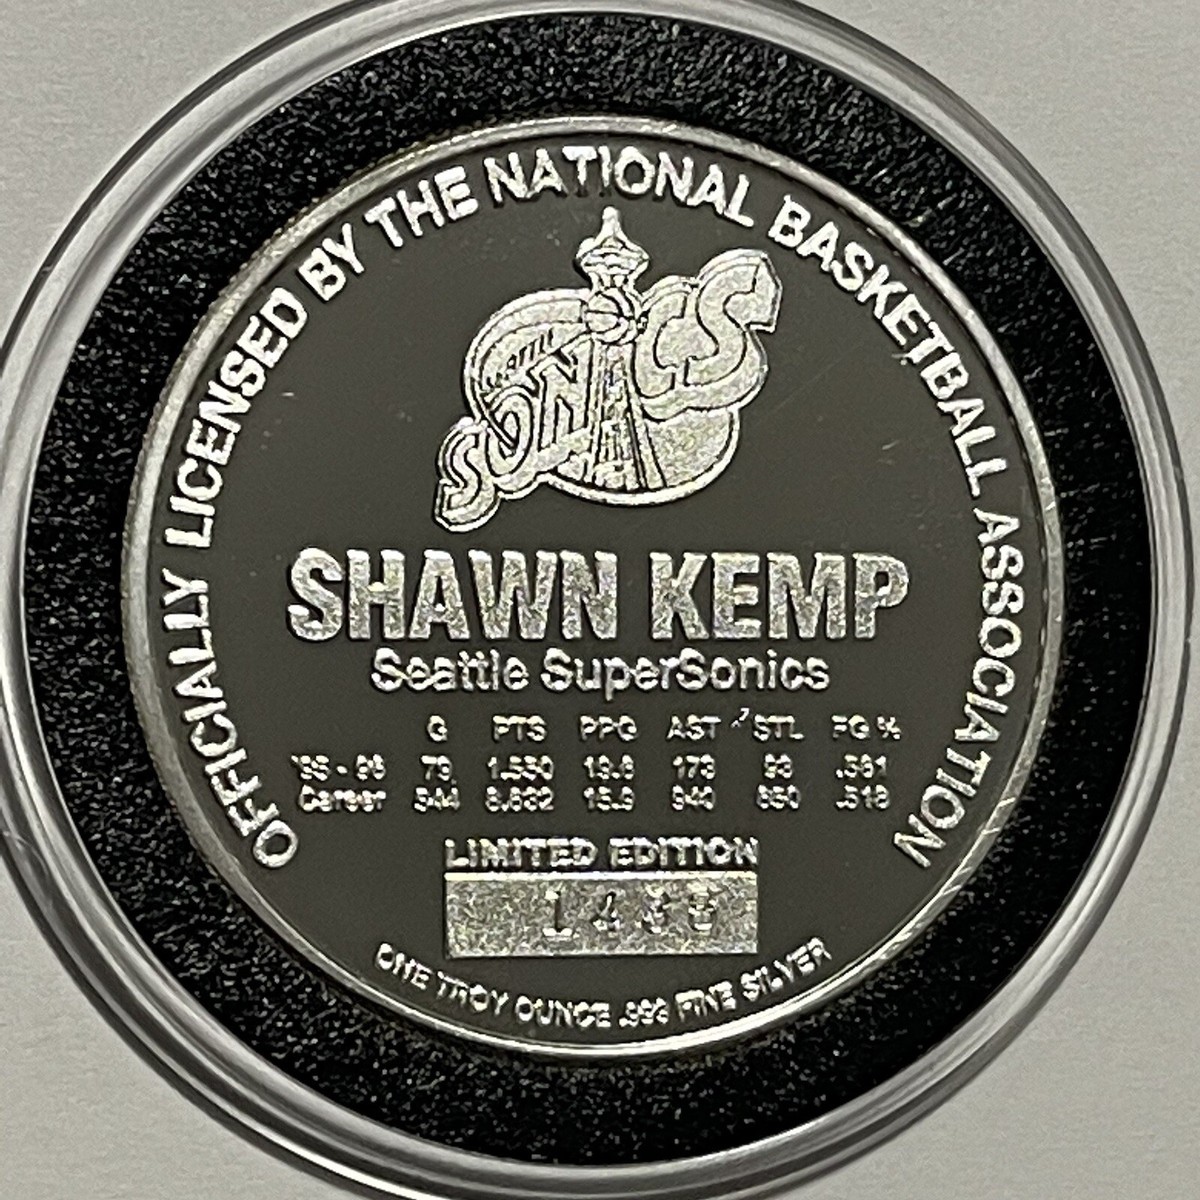 OFFICIALLY LICENSED BY THE NATIONAL BASKETBALL ASSOCIATION
SONICS
SHAWN KEMP
Seattle SuperSonics
G PTS PPG AST STL FG %
'95 - 96 79 1,550 19.6 173 93 .561
Career 544 8,632 15.9 940 650 .518
LIMITED EDITION
ONE TROY OUNCE .999 FINE SILVER